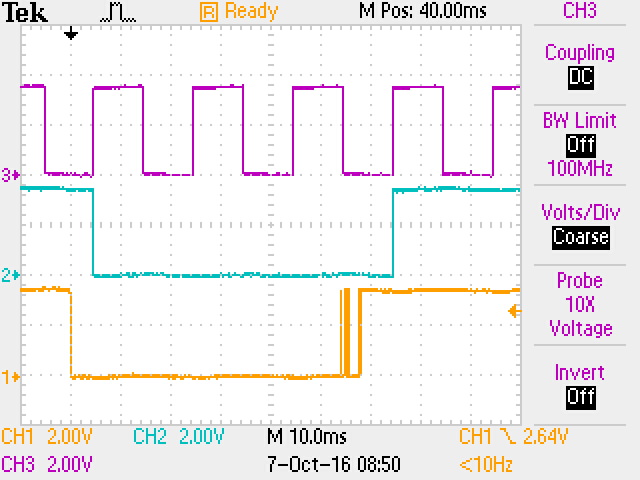 Tek R Ready M Pos: 40.00ms CH3
Coupling
DC
BW Limit
Off
100MHz
3
Volts/Div
Coarse
2
Probe
10X
Voltage
Invert
1
Off
CH1 2.00V CH2 2.00V M 10.0ms CH1 2.64V
CH3 2.00V 7-Oct-16 08:50 <10Hz